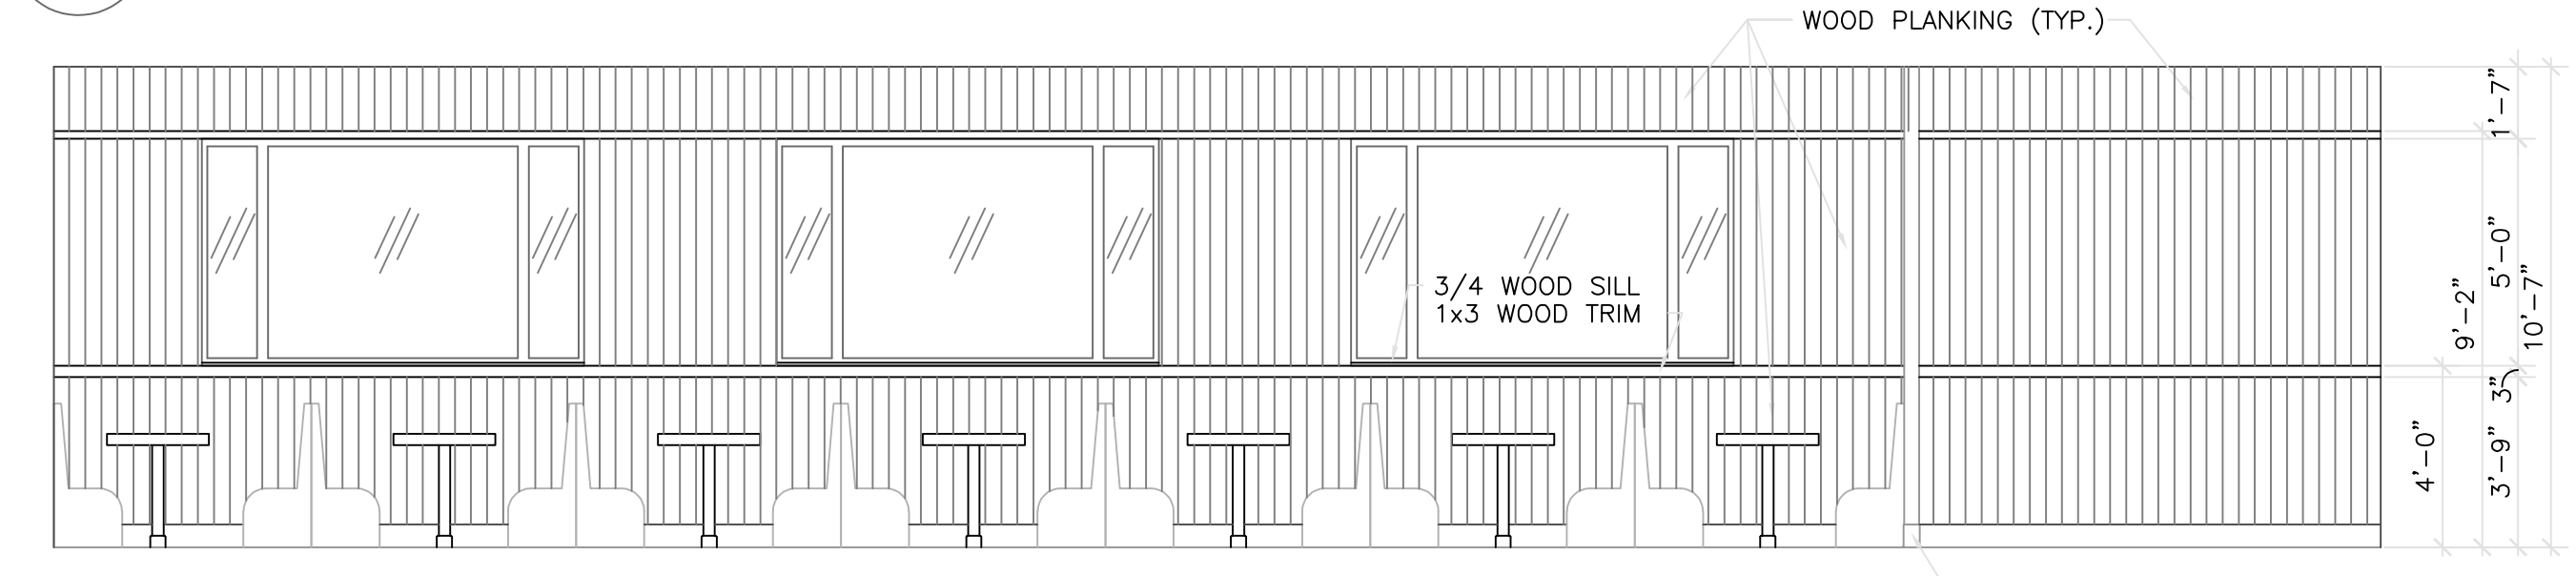 WOOD PLANKING (TYP.)
3/4 WOOD SILL
1x3 WOOD TRIM
1'-7"
5'-0"
9'-2"
10'-7"
3"
4'-0"
3'-9"